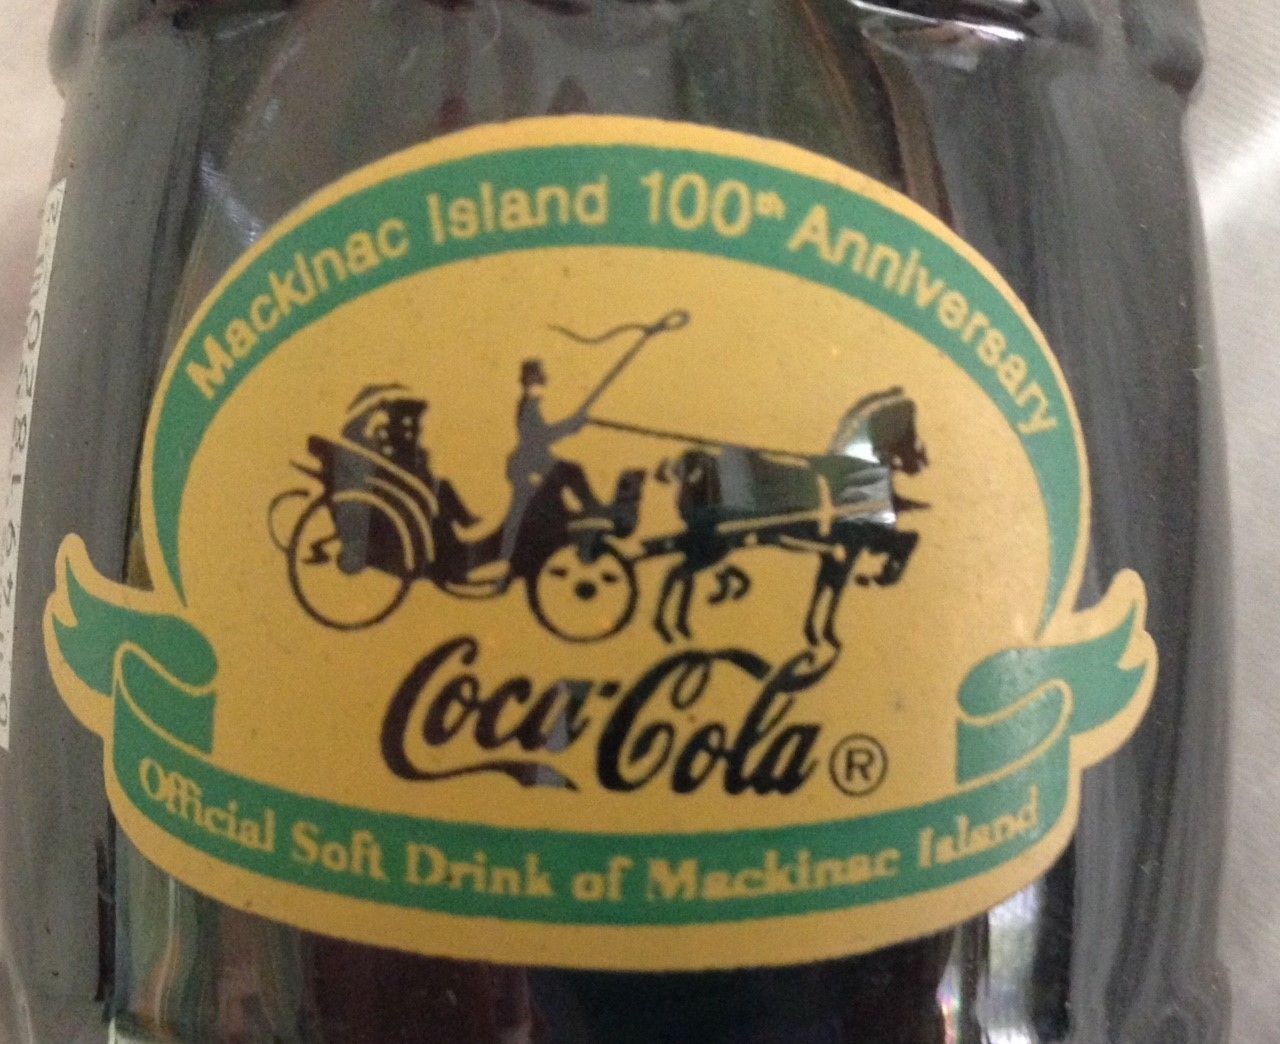 Mackinac Island 100th Anniversary
Coca-Cola ®
Official Soft Drink of Mackinac Island